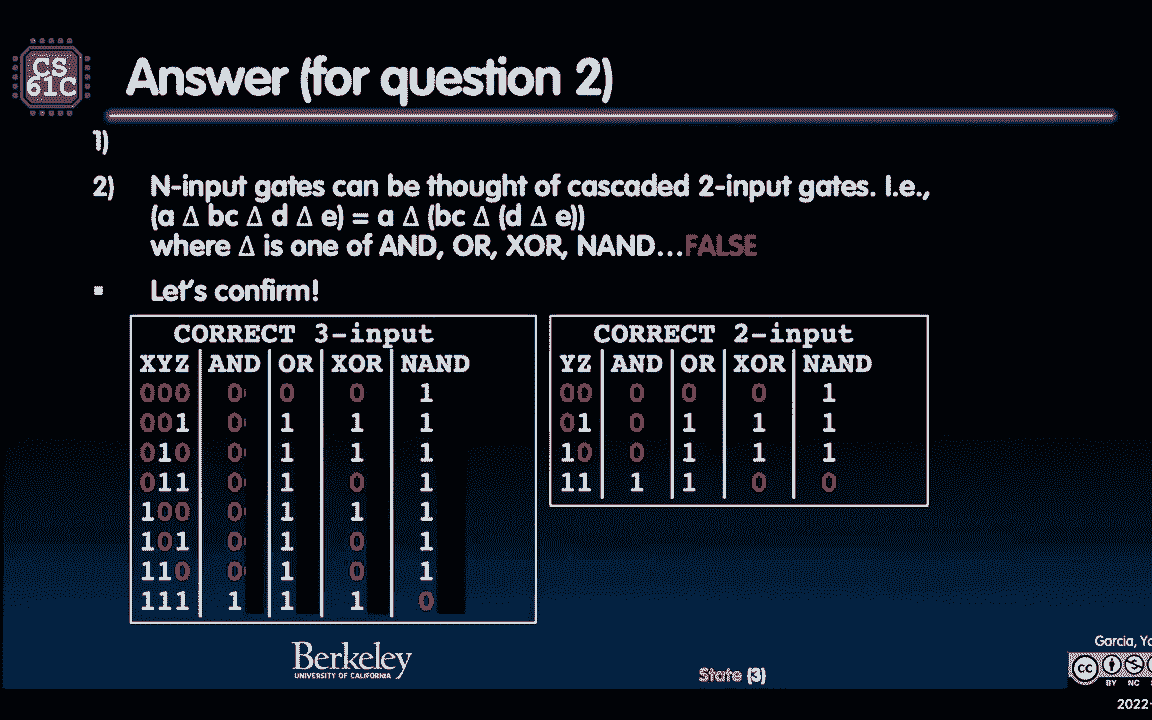 CS
61C
Answer (for question 2)
1)
2) N-input gates can be thought of cascaded 2-input gates. I.e.,
(a Δ bc Δ d Δ e) = a Δ (bc Δ (d Δ e))
where Δ is one of AND, OR, XOR, NAND...FALSE
▪ Let's confirm!
CORRECT 3-input
XYZ AND OR XOR NAND
000 0 0 0 1
001 0 1 1 1
010 0 1 1 1
011 0 1 0 1
100 0 1 1 1
101 0 1 0 1
110 0 1 0 1
111 1 1 1 0
CORRECT 2-input
YZ AND OR XOR NAND
00 0 0 0 1
01 0 1 1 1
10 0 1 1 1
11 1 1 0 0
Berkeley
UNIVERSITY OF CALIFORNIA
State (3)
Garcia, Yo
cc
BY NC
2022-